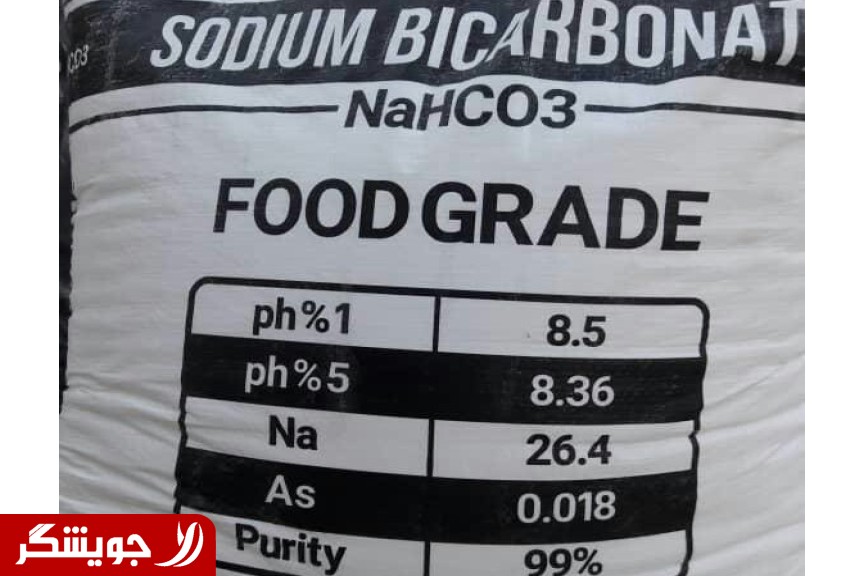 CO3
SODIUM BICARBONAT
NaHCO3
FOOD GRADE
ph%1 8.5
ph%5 8.36
Na 26.4
As 0.018
Purity 99%
جویشگر